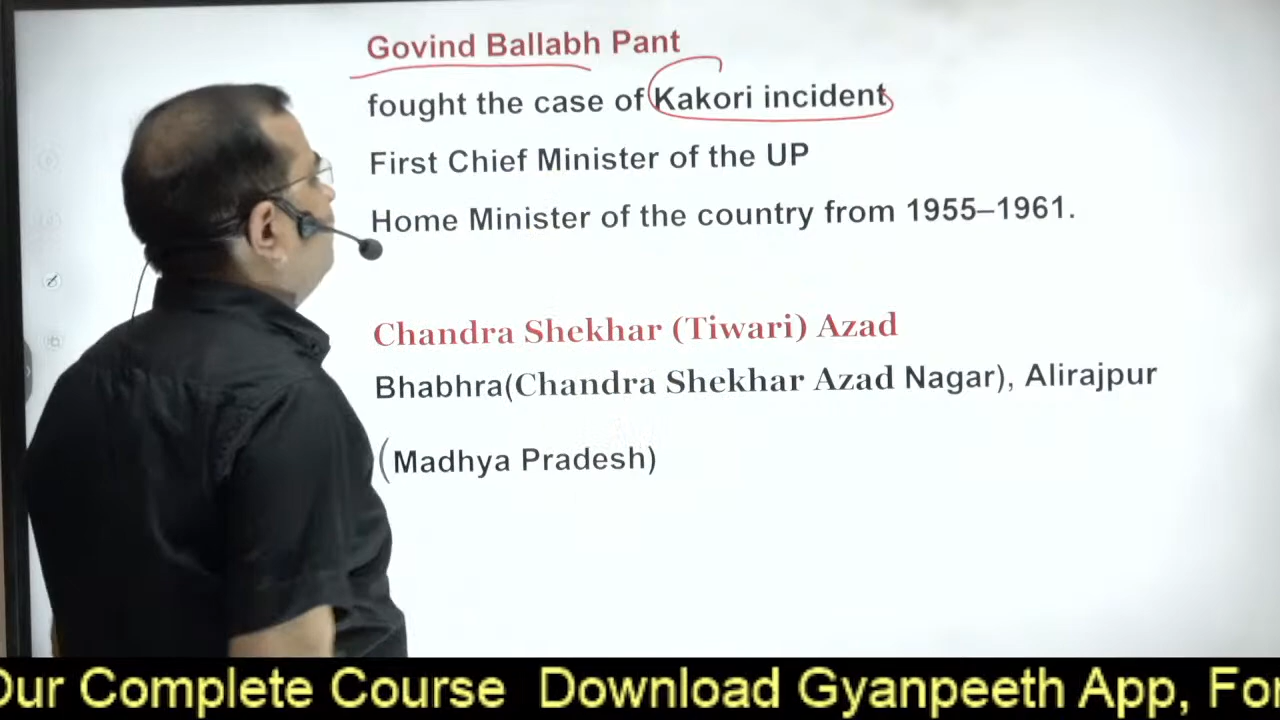 Govind Ballabh Pant
fought the case of Kakori incident
First Chief Minister of the UP
Home Minister of the country from 1955–1961.
Chandra Shekhar (Tiwari) Azad
Bhabhra(Chandra Shekhar Azad Nagar), Alirajpur
(Madhya Pradesh)
Our Complete Course Download Gyanpeeth App, For